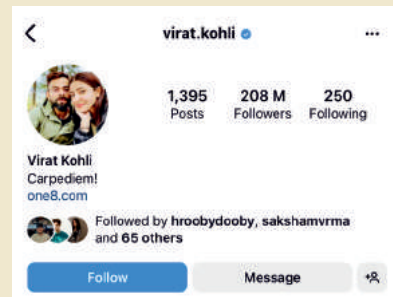 virat.kohli
1,395 208 M 250
Posts Followers Following
Virat Kohli
Carpediem!
one8.com
Followed by hroobydooby, sakshamvrma
and 65 others
Follow Message